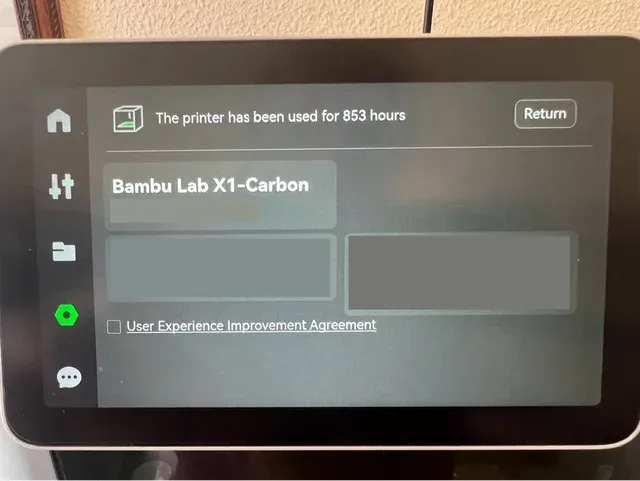 The printer has been used for 853 hours
Return
Bambu Lab X1-Carbon
User Experience Improvement Agreement